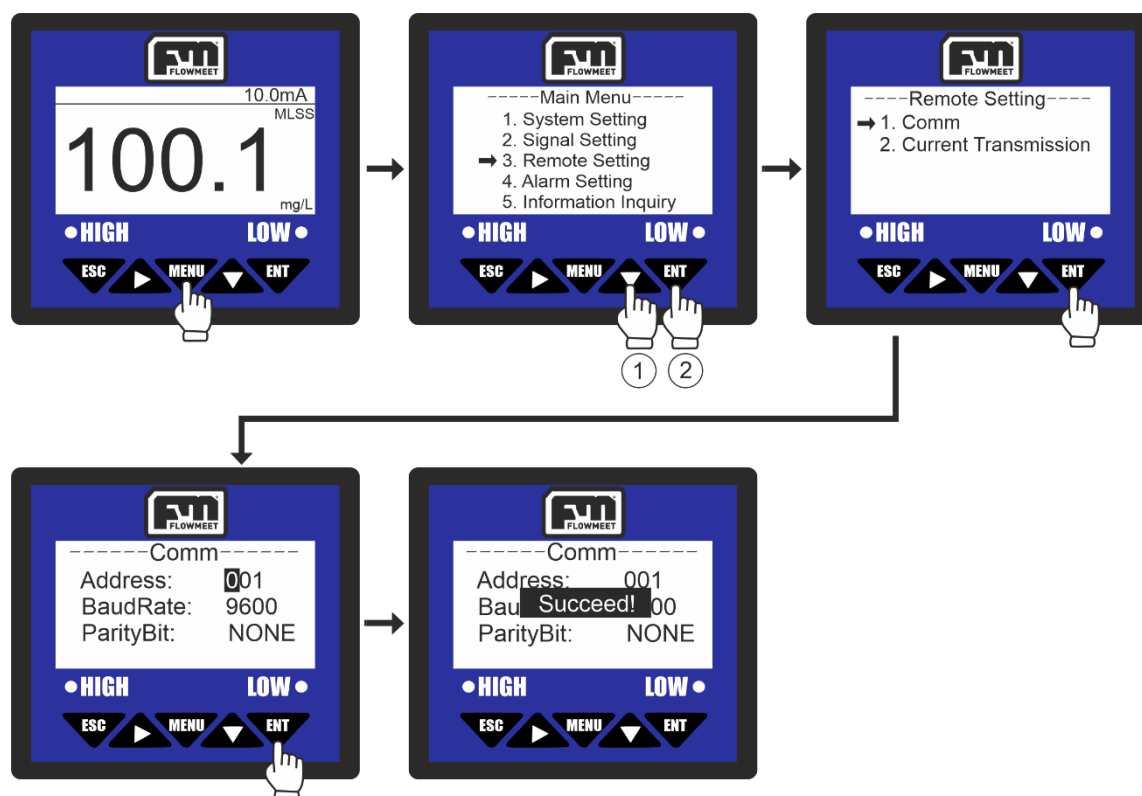 FLOWMEET
10.0mA
MLSS
100.1
mg/L
HIGH LOW
ESC MENU ENT
FLOWMEET
-----Main Menu-----
1. System Setting
2. Signal Setting
3. Remote Setting
4. Alarm Setting
5. Information Inquiry
HIGH LOW
ESC MENU ENT
1 2
FLOWMEET
----Remote Setting----
1. Comm
2. Current Transmission
HIGH LOW
ESC MENU ENT
FLOWMEET
------Comm------
Address: 001
BaudRate: 9600
ParityBit: NONE
HIGH LOW
ESC MENU ENT
FLOWMEET
------Comm------
Address: 001
Bau Succeed! 00
ParityBit: NONE
HIGH LOW
ESC MENU ENT